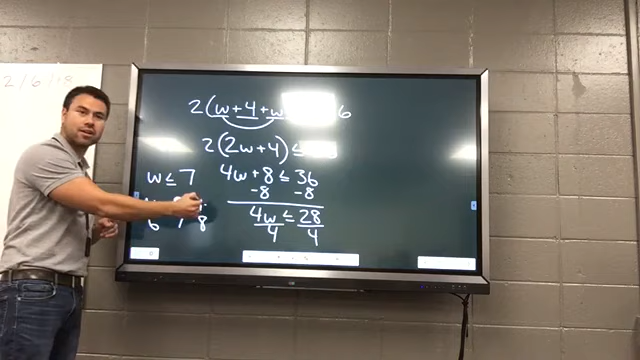 2/6/18
2(w+4+w 6
2(2w+4) ≤
w ≤ 7
4w+8 ≤ 36
-8 -8
4w ≤ 28
4 4
6 8